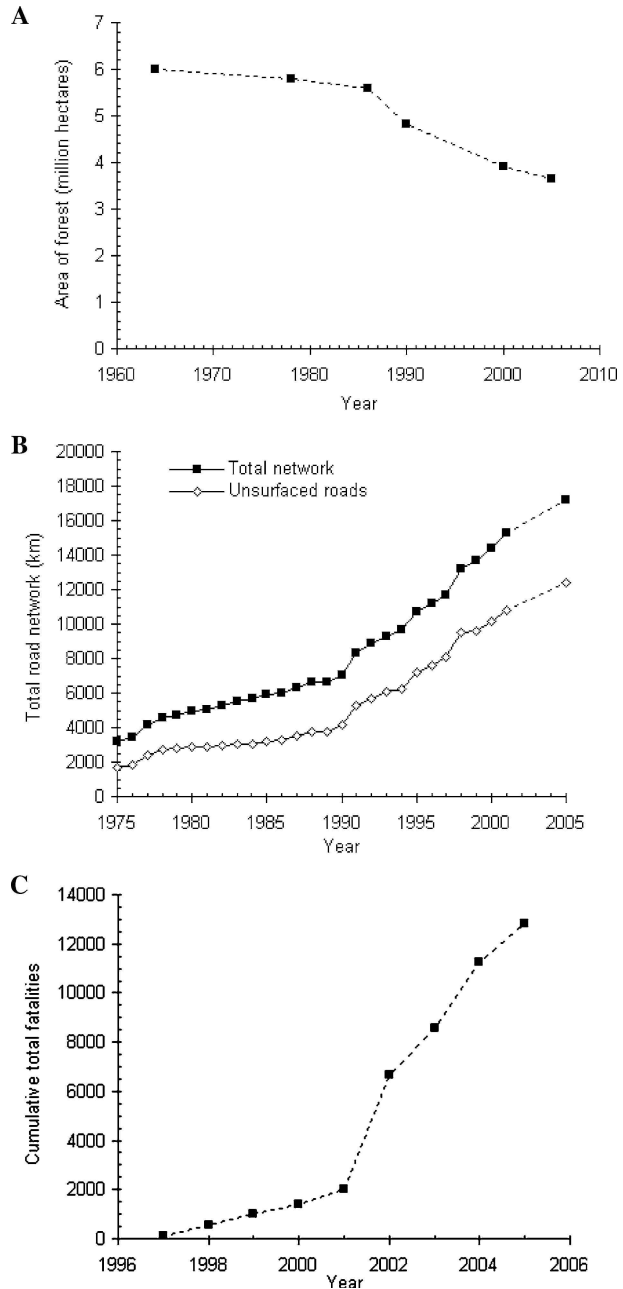 A
Area of forest (million hectares)
7
6
5
4
3
2
1
0
1960 1970 1980 1990 2000 2010
Year
B
Total network
Unsurfaced roads
Total road network (km)
20000
18000
16000
14000
12000
10000
8000
6000
4000
2000
0
1975 1980 1985 1990 1995 2000 2005
Year
C
Cumulative total fatalities
14000
12000
10000
8000
6000
4000
2000
0
1996 1998 2000 2002 2004 2006
Year